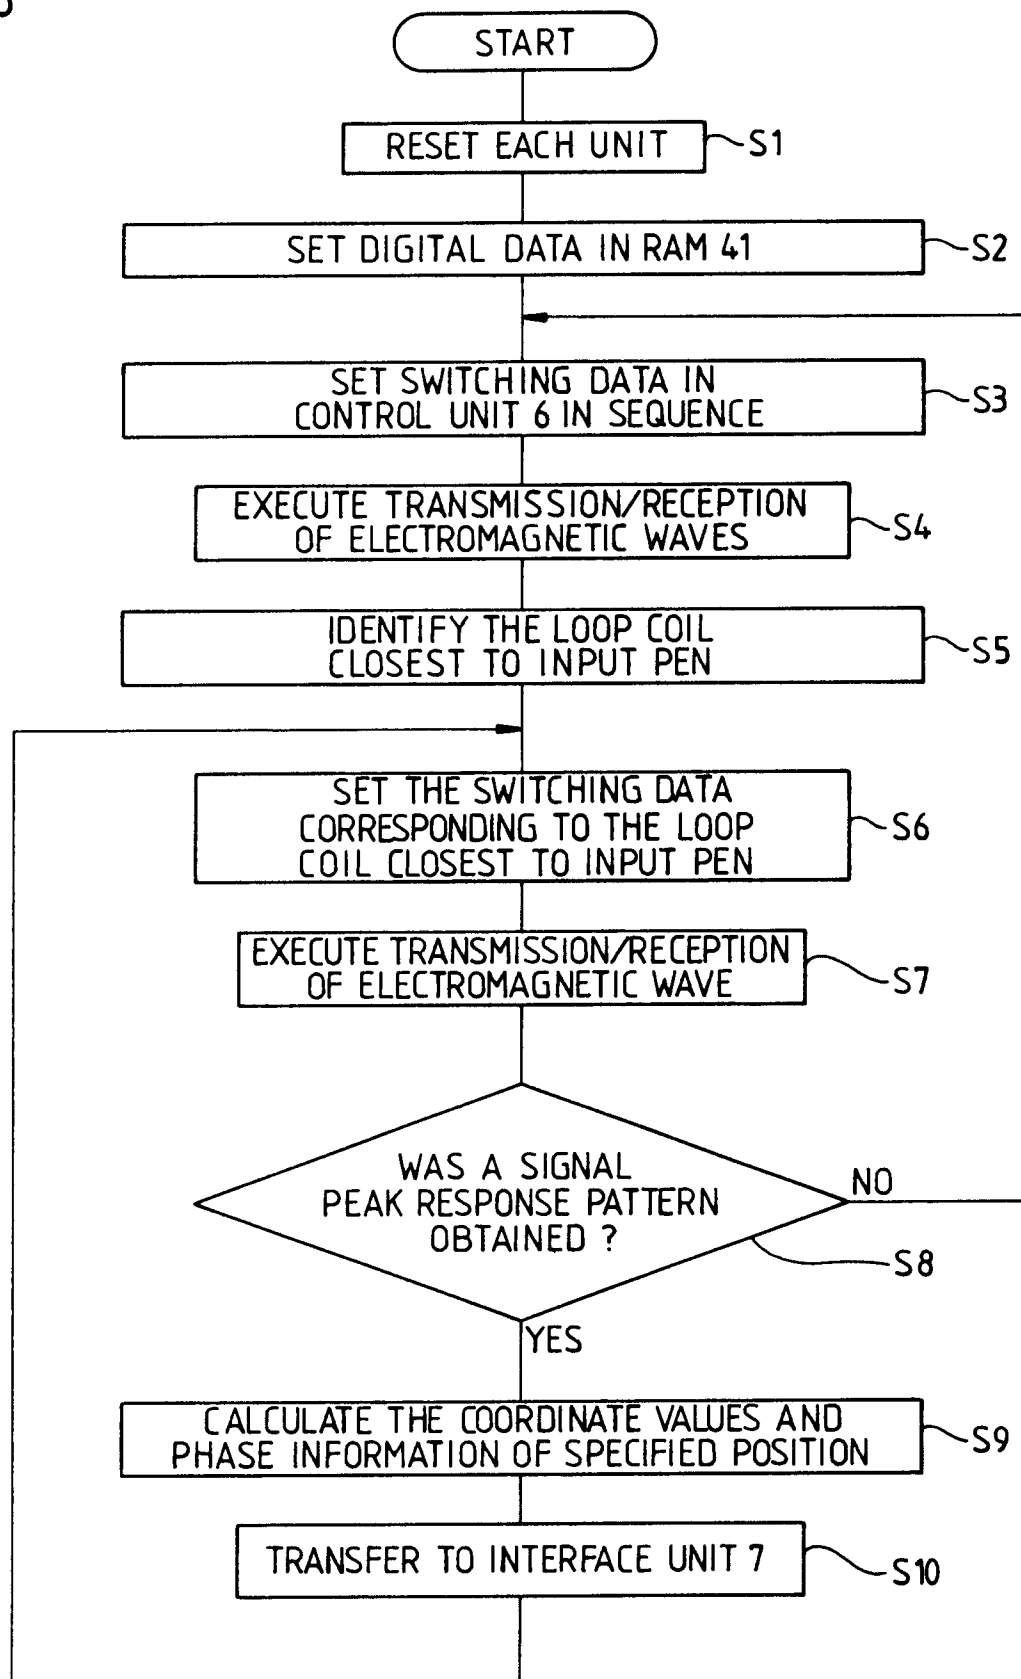 START
RESET EACH UNIT
S1
SET DIGITAL DATA IN RAM 41
S2
SET SWITCHING DATA IN
CONTROL UNIT 6 IN SEQUENCE
S3
EXECUTE TRANSMISSION/RECEPTION
OF ELECTROMAGNETIC WAVES
S4
IDENTIFY THE LOOP COIL
CLOSEST TO INPUT PEN
S5
SET THE SWITCHING DATA
CORRESPONDING TO THE LOOP
COIL CLOSEST TO INPUT PEN
S6
EXECUTE TRANSMISSION/RECEPTION
OF ELECTROMAGNETIC WAVE
S7
WAS A SIGNAL
PEAK RESPONSE PATTERN
OBTAINED ?
NO
S8
YES
CALCULATE THE COORDINATE VALUES AND
PHASE INFORMATION OF SPECIFIED POSITION
S9
TRANSFER TO INTERFACE UNIT 7
S10